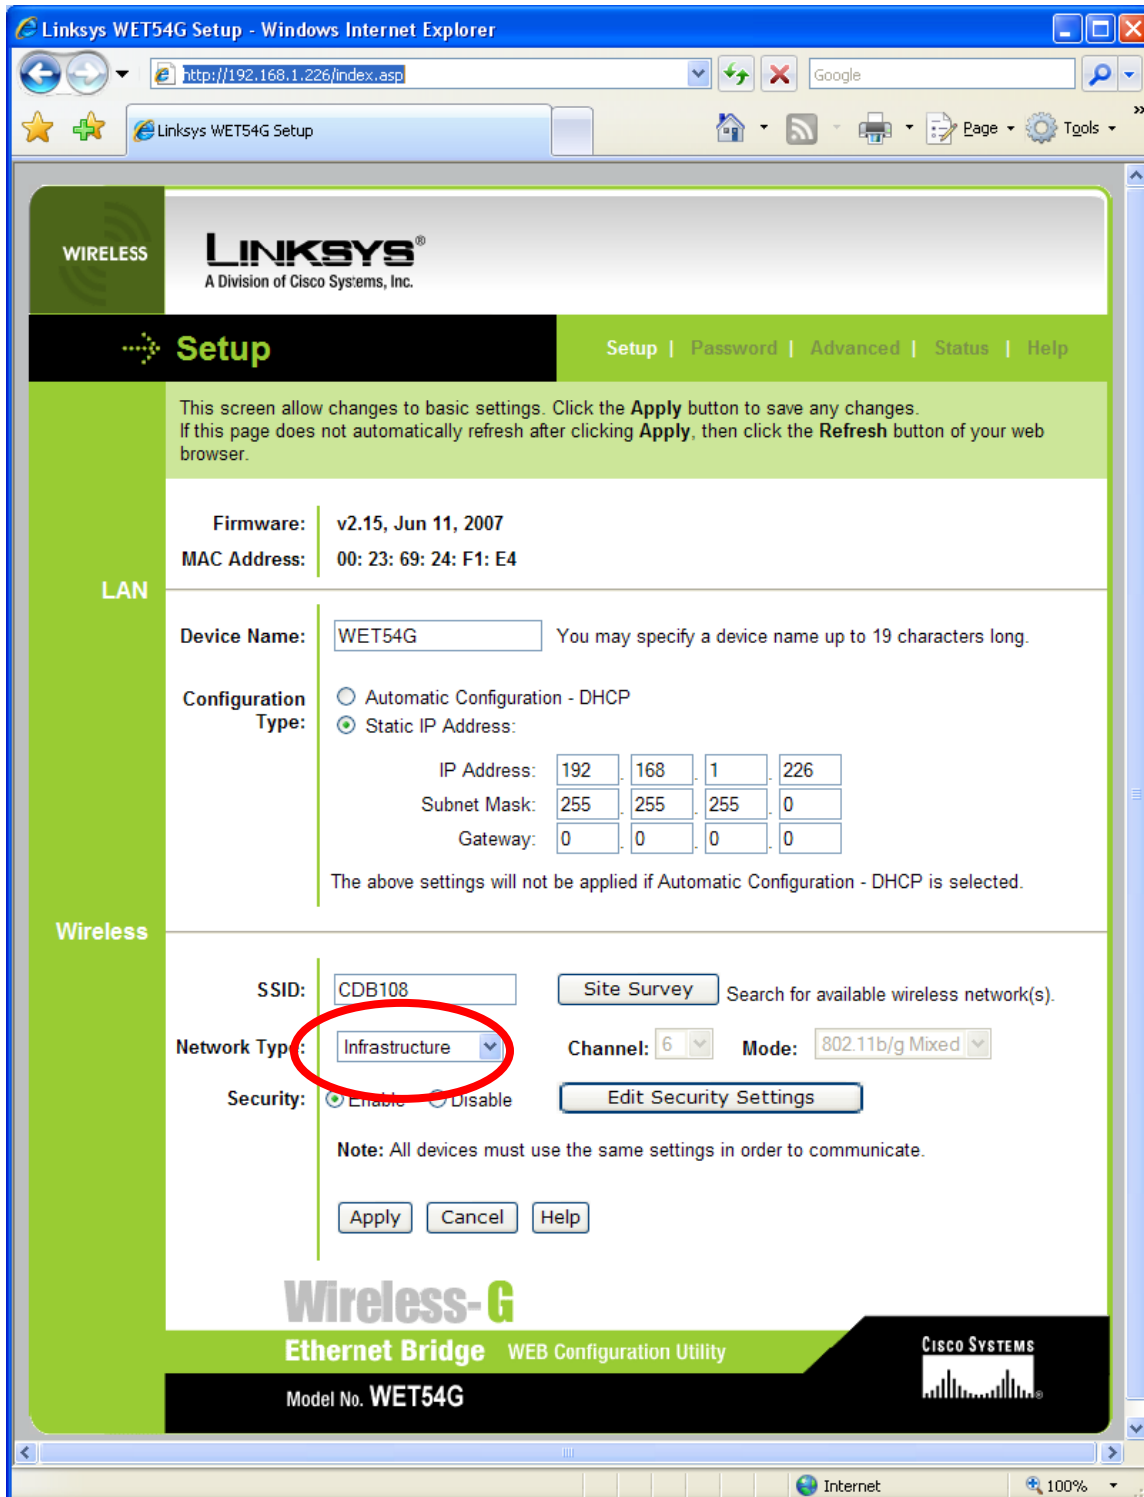 Linksys WET54G Setup - Windows Internet Explorer
http://192.168.1.226/index.asp
Google
Linksys WET54G Setup
Page
Tools
»
WIRELESS
LINKSYS®
A Division of Cisco Systems, Inc.
Setup
Setup | Password | Advanced | Status | Help
This screen allow changes to basic settings. Click the Apply button to save any changes.
If this page does not automatically refresh after clicking Apply, then click the Refresh button of your web
browser.
Firmware: v2.15, Jun 11, 2007
MAC Address: 00: 23: 69: 24: F1: E4
LAN
Device Name: WET54G You may specify a device name up to 19 characters long.
Configuration Type:
Automatic Configuration - DHCP
Static IP Address:
IP Address: 192 . 168 . 1 . 226
Subnet Mask: 255 . 255 . 255 . 0
Gateway: 0 . 0 . 0 . 0
The above settings will not be applied if Automatic Configuration - DHCP is selected.
Wireless
SSID: CDB108 Site Survey Search for available wireless network(s).
Network Type: Infrastructure Channel: 6 Mode: 802.11b/g Mixed
Security: Enable Disable Edit Security Settings
Note: All devices must use the same settings in order to communicate.
Apply Cancel Help
Wireless-G
Ethernet Bridge WEB Configuration Utility
CISCO SYSTEMS
®
Model No. WET54G
Internet 100%